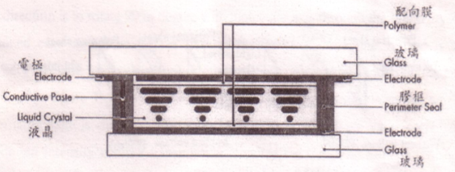 配向膜
Polymer
玻璃
Glass
電極
Electrode
Electrode
Conductive Paste
膠框
Perimeter Seal
Liquid Crystal
液晶
Electrode
Glass
玻璃